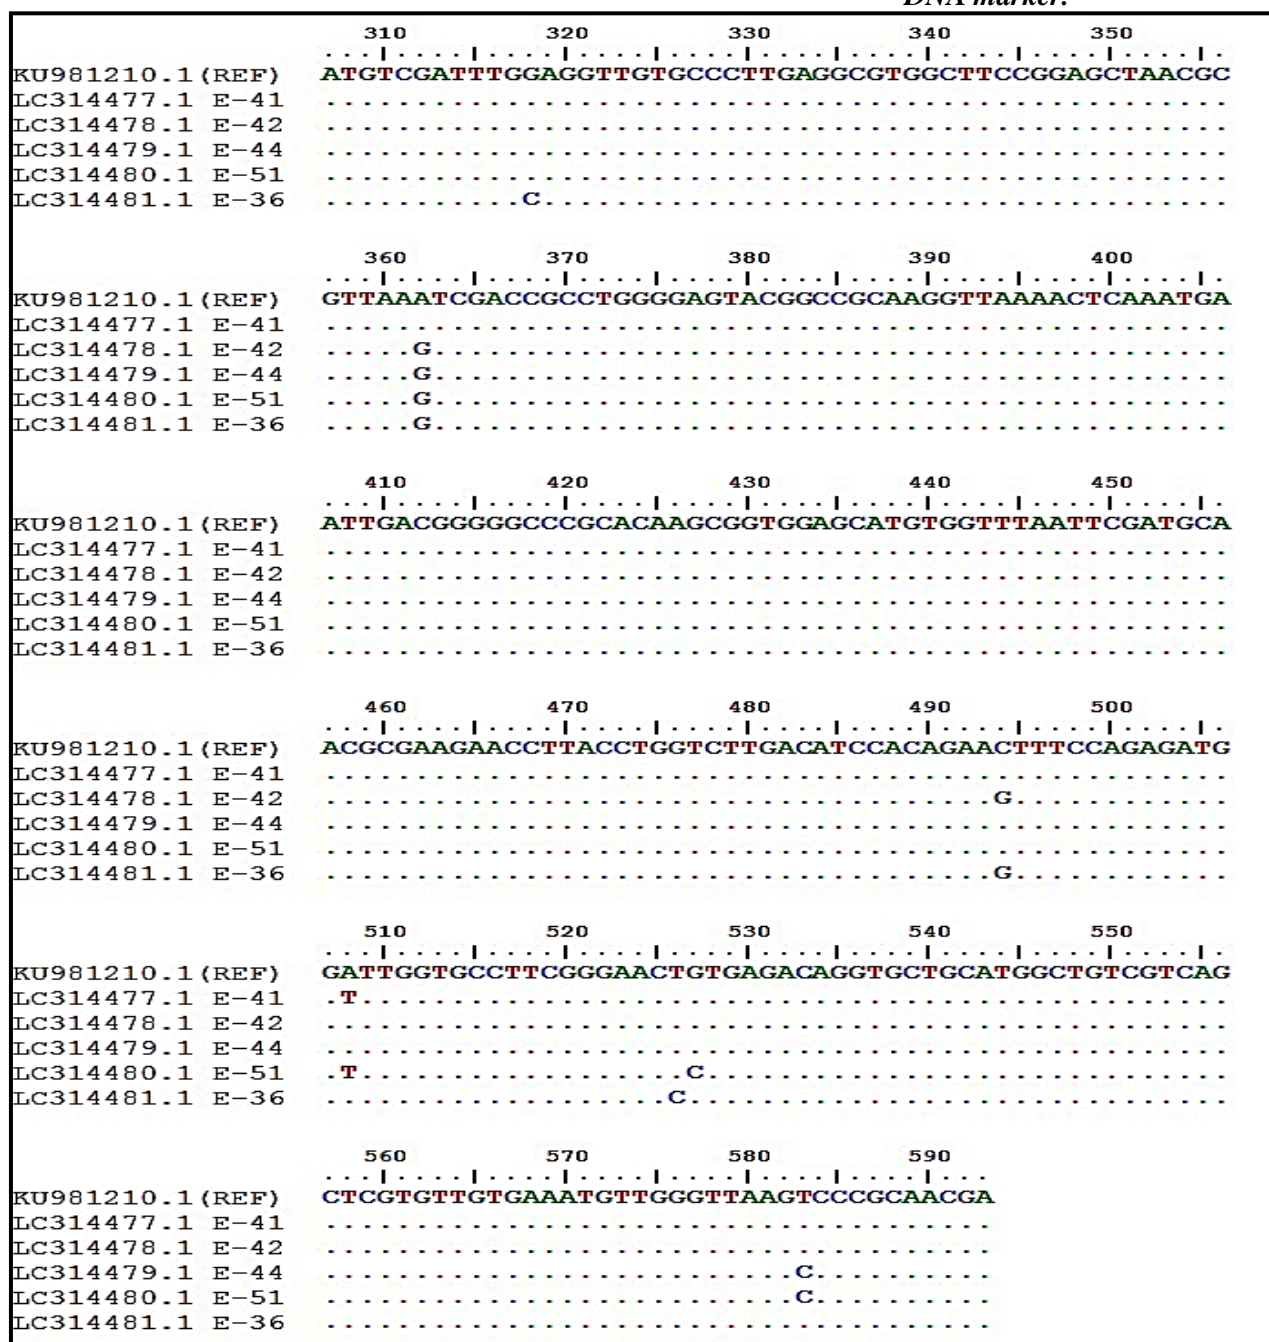 DNA marker.
310 320 330 340 350
...|....|....|....|....|....|....|....|....|....|.
KU981210.1(REF) ATGTCGATTTGGAGGTTGTGCCCTTGAGGCGTGGCTTCCGGAGCTAACGC
LC314477.1 E-41 ..................................................
LC314478.1 E-42 ..................................................
LC314479.1 E-44 ..................................................
LC314480.1 E-51 ..................................................
LC314481.1 E-36 ...........C......................................
360 370 380 390 400
...|....|....|....|....|....|....|....|....|....|.
KU981210.1(REF) GTTAAATCGACCGCCTGGGGAGTACGGCCGCAAGGTTAAAACTCAAATGA
LC314477.1 E-41 ..................................................
LC314478.1 E-42 .....G............................................
LC314479.1 E-44 .....G............................................
LC314480.1 E-51 .....G............................................
LC314481.1 E-36 .....G............................................
410 420 430 440 450
...|....|....|....|....|....|....|....|....|....|.
KU981210.1(REF) ATTGACGGGGGCCCGCACAAGCGGTGGAGCATGTGGTTTAATTCGATGCA
LC314477.1 E-41 ..................................................
LC314478.1 E-42 ..................................................
LC314479.1 E-44 ..................................................
LC314480.1 E-51 ..................................................
LC314481.1 E-36 ..................................................
460 470 480 490 500
...|....|....|....|....|....|....|....|....|....|.
KU981210.1(REF) ACGCGAAGAACCTTACCTGGTCTTGACATCCACAGAACTTTCCAGAGATG
LC314477.1 E-41 ..................................................
LC314478.1 E-42 .....................................G............
LC314479.1 E-44 ..................................................
LC314480.1 E-51 ..................................................
LC314481.1 E-36 .....................................G............
510 520 530 540 550
...|....|....|....|....|....|....|....|....|....|.
KU981210.1(REF) GATTGGTGCCTTCGGGAACTGTGAGACAGGTGCTGCATGGCTGTCGTCAG
LC314477.1 E-41 .T................................................
LC314478.1 E-42 ..................................................
LC314479.1 E-44 ..................................................
LC314480.1 E-51 .T..................C.............................
LC314481.1 E-36 ...................C..............................
560 570 580 590
...|....|....|....|....|....|....|...
KU981210.1(REF) CTCGTGTTGTGAAATGTTGGGTTAAGTCCCGCAACGA
LC314477.1 E-41 .....................................
LC314478.1 E-42 .....................................
LC314479.1 E-44 ..........................C..........
LC314480.1 E-51 ..........................C..........
LC314481.1 E-36 .....................................